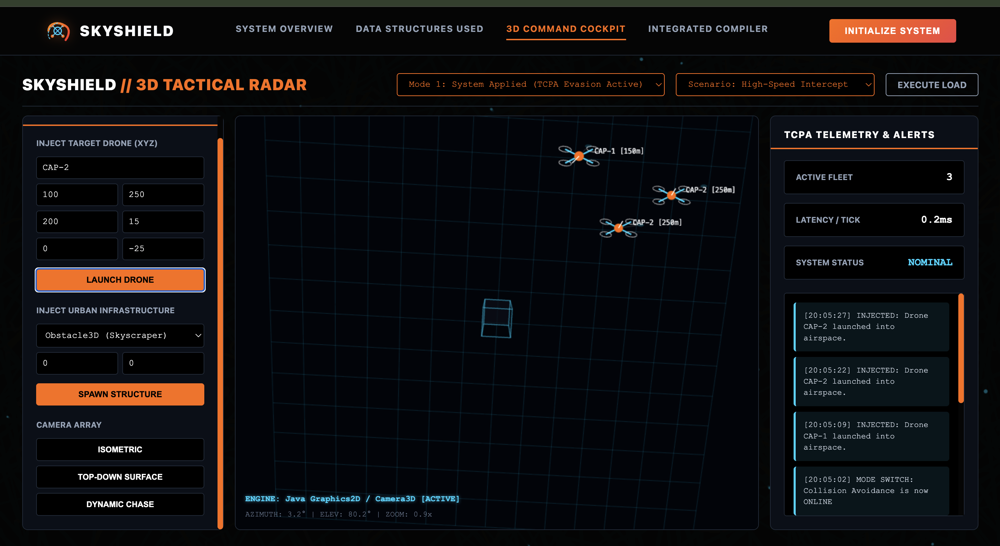 SKYSHIELD
SYSTEM OVERVIEW
DATA STRUCTURES USED
3D COMMAND COCKPIT
INTEGRATED COMPILER
INITIALIZE SYSTEM
SKYSHIELD // 3D TACTICAL RADAR
Mode 1: System Applied (TCPA Evasion Active)
Scenario: High-Speed Intercept
EXECUTE LOAD
INJECT TARGET DRONE (XYZ)
CAP-2
100
250
200
15
0
-25
LAUNCH DRONE
INJECT URBAN INFRASTRUCTURE
Obstacle3D (Skyscraper)
0
0
SPAWN STRUCTURE
CAMERA ARRAY
ISOMETRIC
TOP-DOWN SURFACE
DYNAMIC CHASE
CAP-1 [150m]
CAP-2 [250m]
CAP-2 [250m]
ENGINE: Java Graphics2D / Camera3D [ACTIVE]
AZIMUTH: 3.2° | ELEV: 80.2° | ZOOM: 0.9x
TCPA TELEMETRY & ALERTS
ACTIVE FLEET
3
LATENCY / TICK
0.2ms
SYSTEM STATUS
NOMINAL
[20:05:27] INJECTED: Drone
CAP-2 launched into
airspace.
[20:05:22] INJECTED: Drone
CAP-2 launched into
airspace.
[20:05:09] INJECTED: Drone
CAP-1 launched into
airspace.
[20:05:02] MODE SWITCH:
Collision Avoidance is now
ONLINE